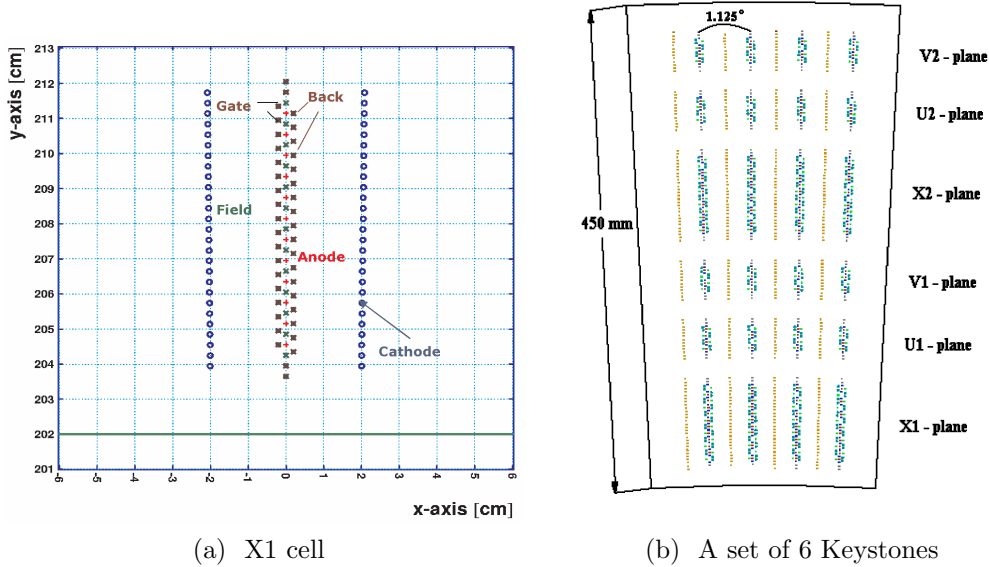 y-axis [cm]
213
212
211
210
209
208
207
206
205
204
203
202
201
Gate
Back
Field
Anode
Cathode
-6
-5
-4
-3
-2
-1
0
1
2
3
4
5
6
x-axis [cm]
(a) X1 cell
1.125°
450 mm
V2 - plane
U2 - plane
X2 - plane
V1 - plane
U1 - plane
X1 - plane
(b) A set of 6 Keystones